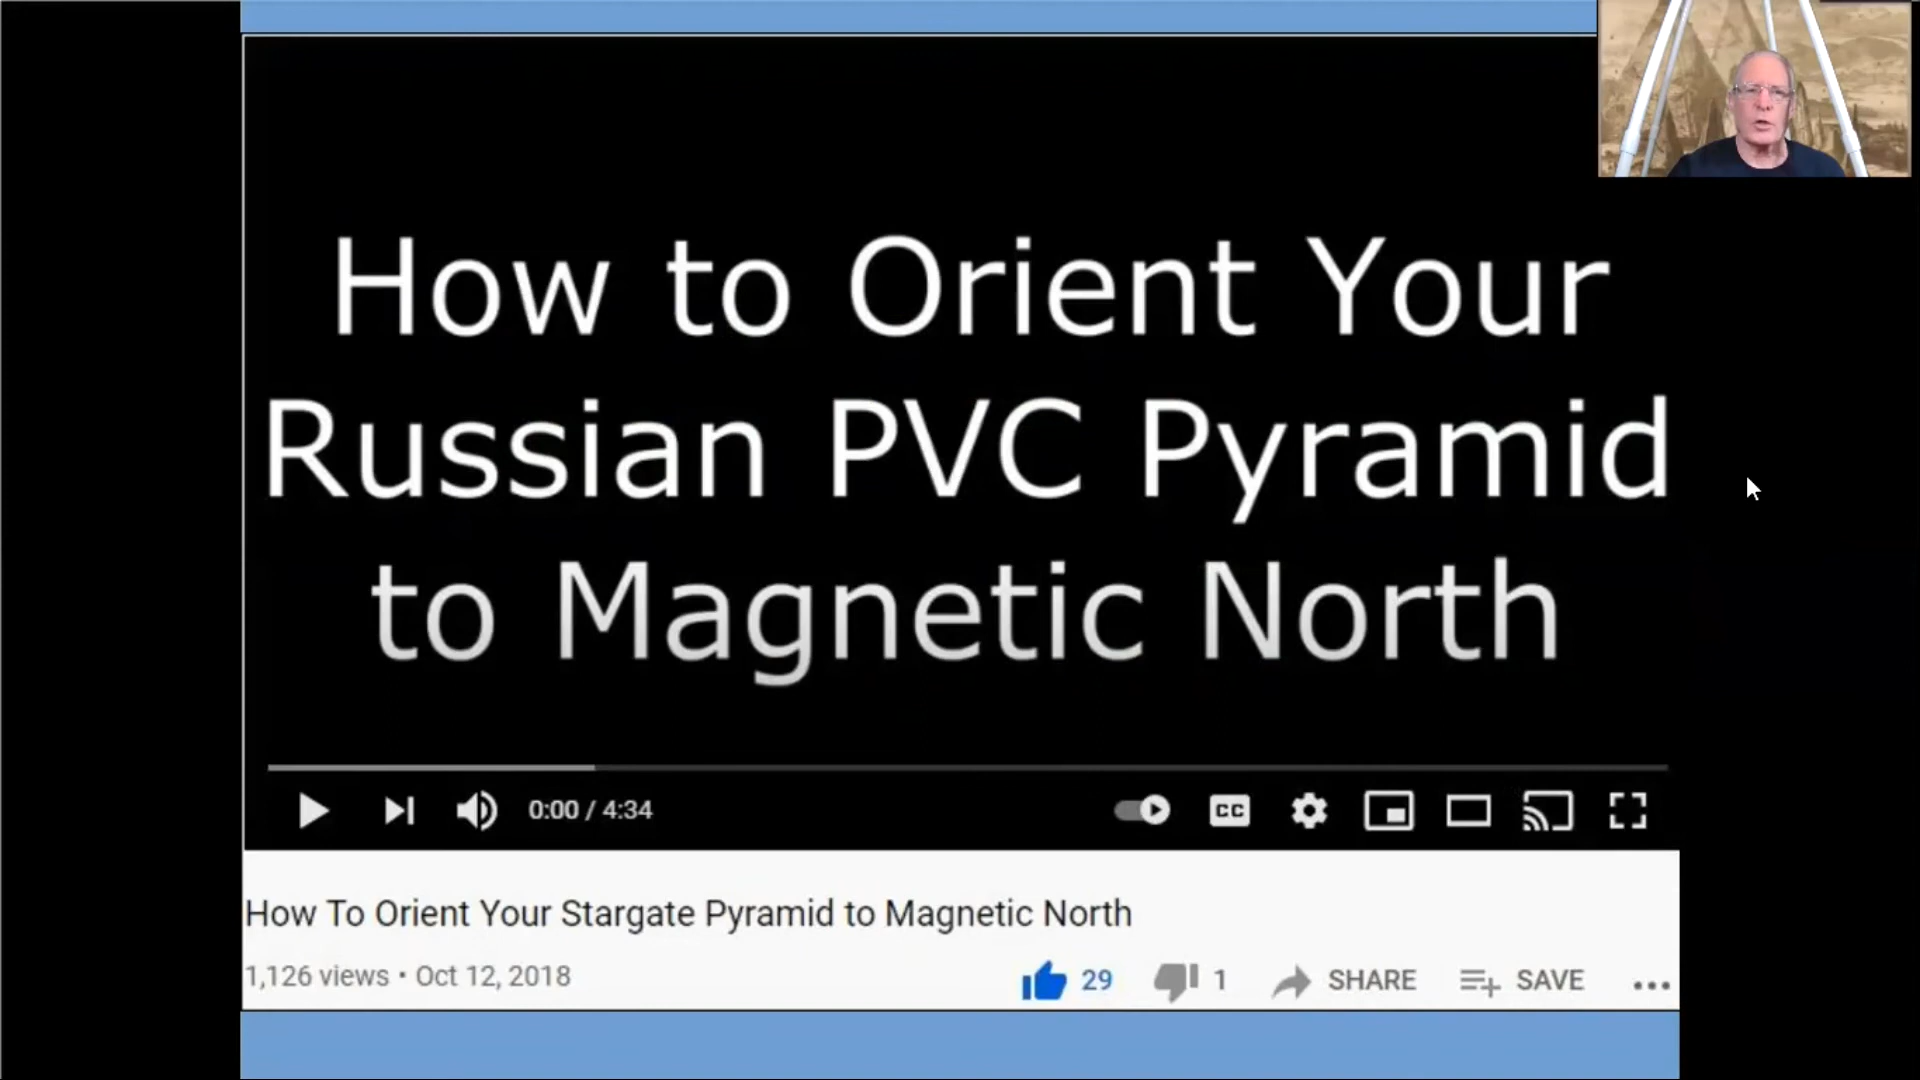 How to Orient Your
Russian PVC Pyramid
to Magnetic North
0:00 / 4:34
CC
How To Orient Your Stargate Pyramid to Magnetic North
1,126 views • Oct 12, 2018
29
1
SHARE
SAVE